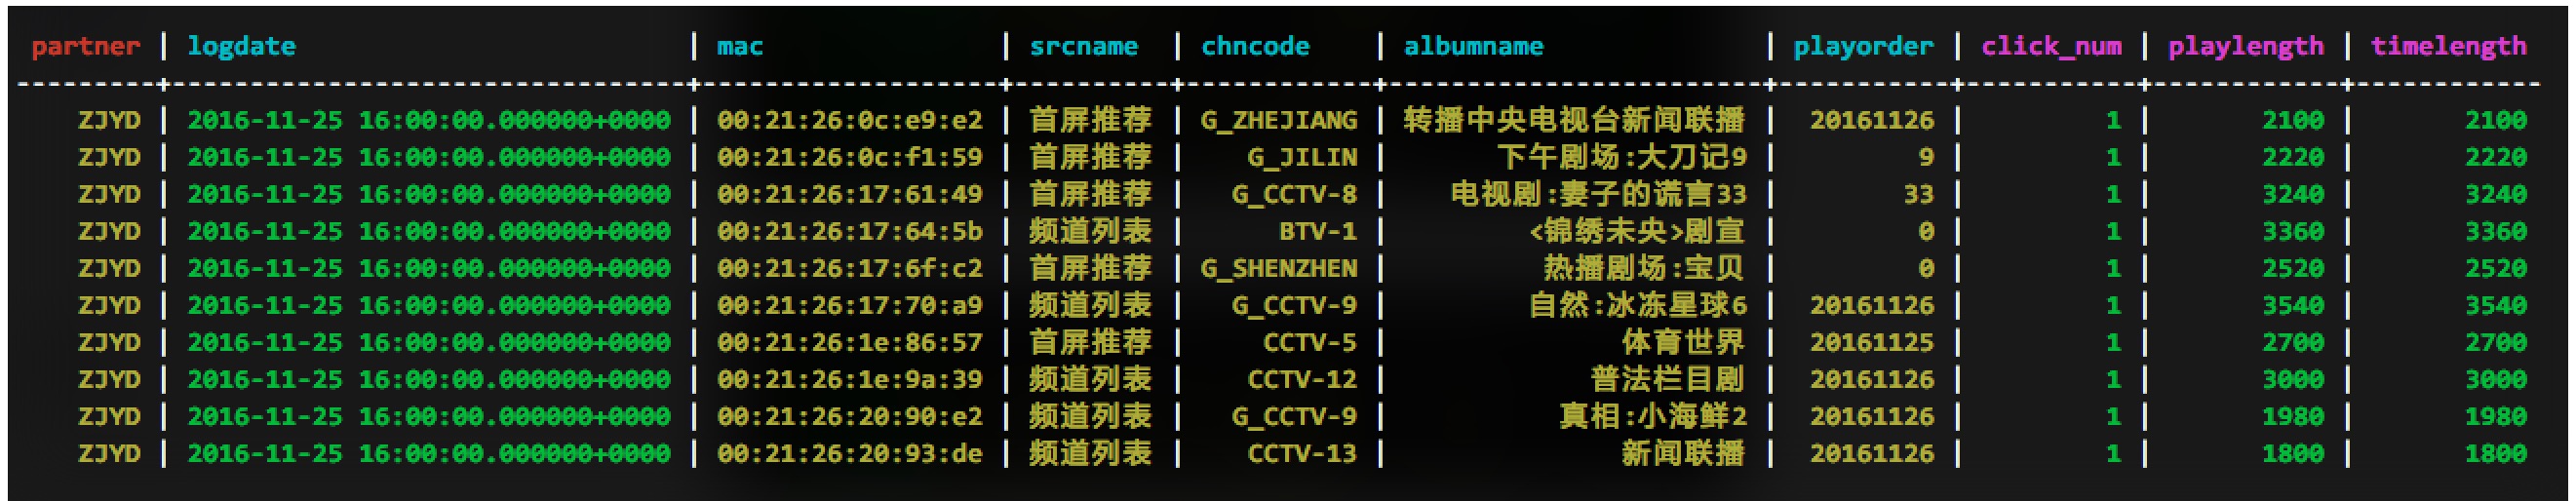 partner | logdate | mac | srcname | chncode | albumname | playorder | click_num | playlength | timelength
---------+---------------------------------+-------------------+---------+------------+------------------------+-----------+-----------+------------+------------
ZJYD | 2016-11-25 16:00:00.000000+0000 | 00:21:26:0c:e9:e2 | 首屏推荐 | G_ZHEJIANG | 转播中央电视台新闻联播 | 20161126 | 1 | 2100 | 2100
ZJYD | 2016-11-25 16:00:00.000000+0000 | 00:21:26:0c:f1:59 | 首屏推荐 | G_JILIN | 下午剧场:大刀记9 | 9 | 1 | 2220 | 2220
ZJYD | 2016-11-25 16:00:00.000000+0000 | 00:21:26:17:61:49 | 首屏推荐 | G_CCTV-8 | 电视剧:妻子的谎言33 | 33 | 1 | 3240 | 3240
ZJYD | 2016-11-25 16:00:00.000000+0000 | 00:21:26:17:64:5b | 频道列表 | BTV-1 | <锦绣未央>剧宣 | 0 | 1 | 3360 | 3360
ZJYD | 2016-11-25 16:00:00.000000+0000 | 00:21:26:17:6f:c2 | 首屏推荐 | G_SHENZHEN | 热播剧场:宝贝 | 0 | 1 | 2520 | 2520
ZJYD | 2016-11-25 16:00:00.000000+0000 | 00:21:26:17:70:a9 | 频道列表 | G_CCTV-9 | 自然:冰冻星球6 | 20161126 | 1 | 3540 | 3540
ZJYD | 2016-11-25 16:00:00.000000+0000 | 00:21:26:1e:86:57 | 首屏推荐 | CCTV-5 | 体育世界 | 20161125 | 1 | 2700 | 2700
ZJYD | 2016-11-25 16:00:00.000000+0000 | 00:21:26:1e:9a:39 | 频道列表 | CCTV-12 | 普法栏目剧 | 20161126 | 1 | 3000 | 3000
ZJYD | 2016-11-25 16:00:00.000000+0000 | 00:21:26:20:90:e2 | 频道列表 | G_CCTV-9 | 真相:小海鲜2 | 20161126 | 1 | 1980 | 1980
ZJYD | 2016-11-25 16:00:00.000000+0000 | 00:21:26:20:93:de | 频道列表 | CCTV-13 | 新闻联播 | 20161126 | 1 | 1800 | 1800